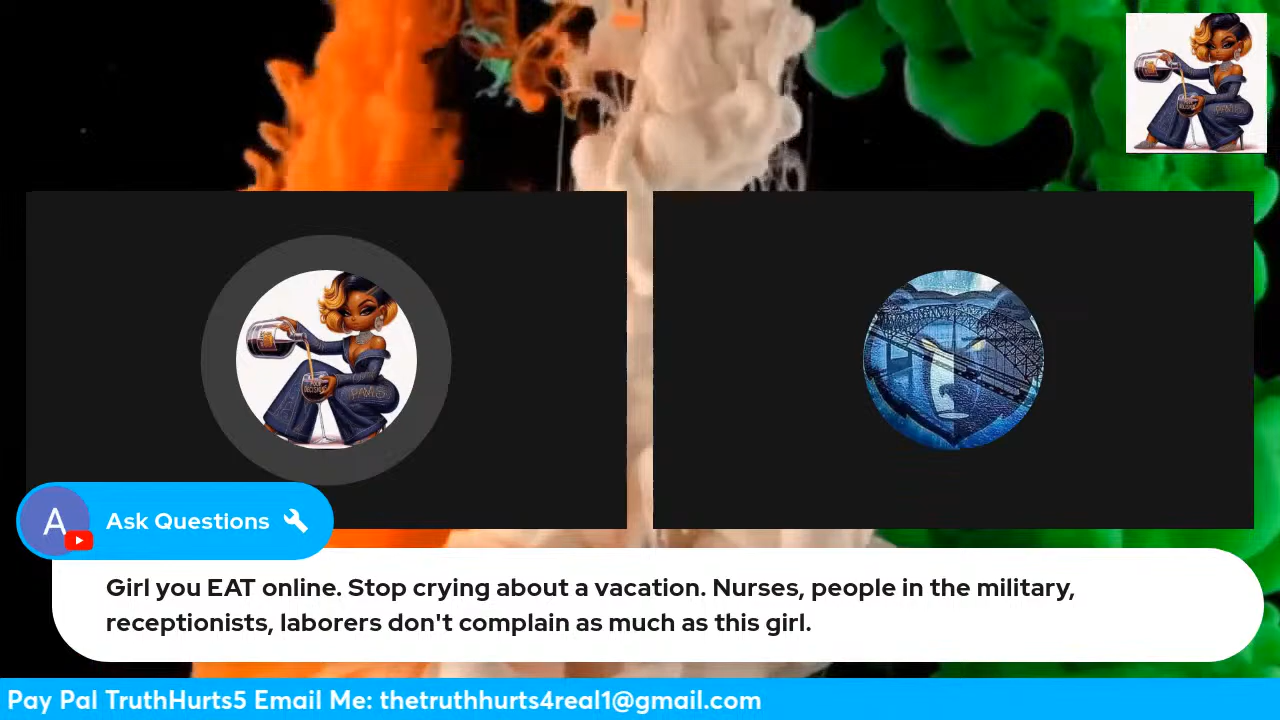 PAMS
A
Ask Questions
Girl you EAT online. Stop crying about a vacation. Nurses, people in the military,
receptionists, laborers don't complain as much as this girl.
Pay Pal TruthHurts5 Email Me: thetruthhurts4real1@gmail.com